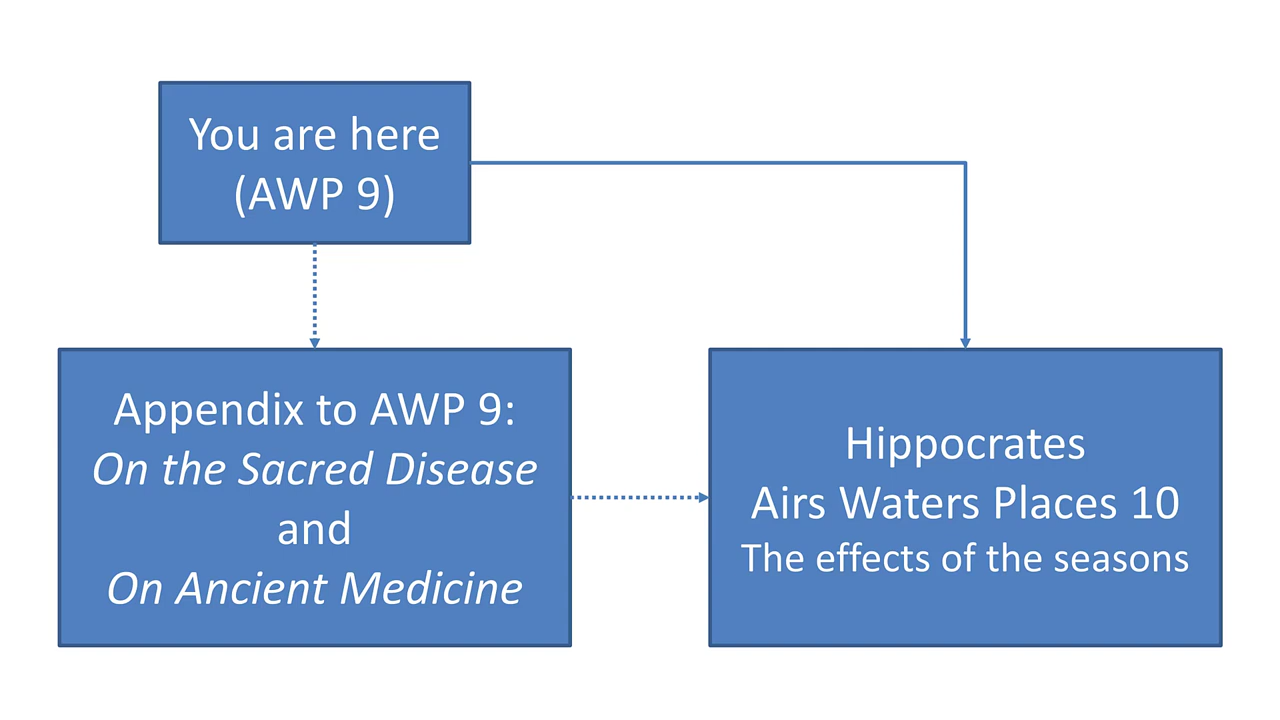 You are here
(AWP 9)
Appendix to AWP 9:
On the Sacred Disease
and
On Ancient Medicine
Hippocrates
Airs Waters Places 10
The effects of the seasons